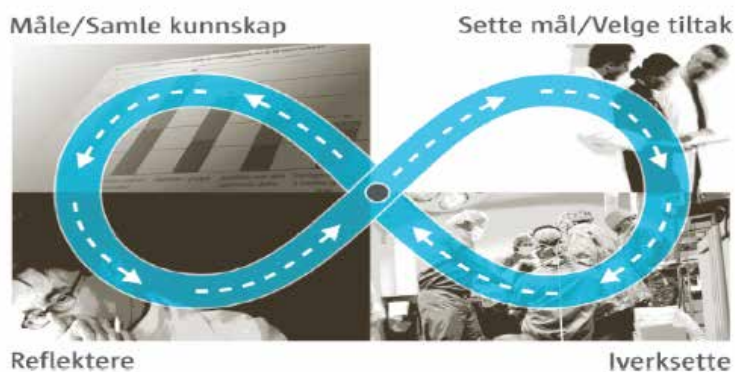 Måle/Samle kunnskap
Sette mål/Velge tiltak
Reflektere
Iverksette